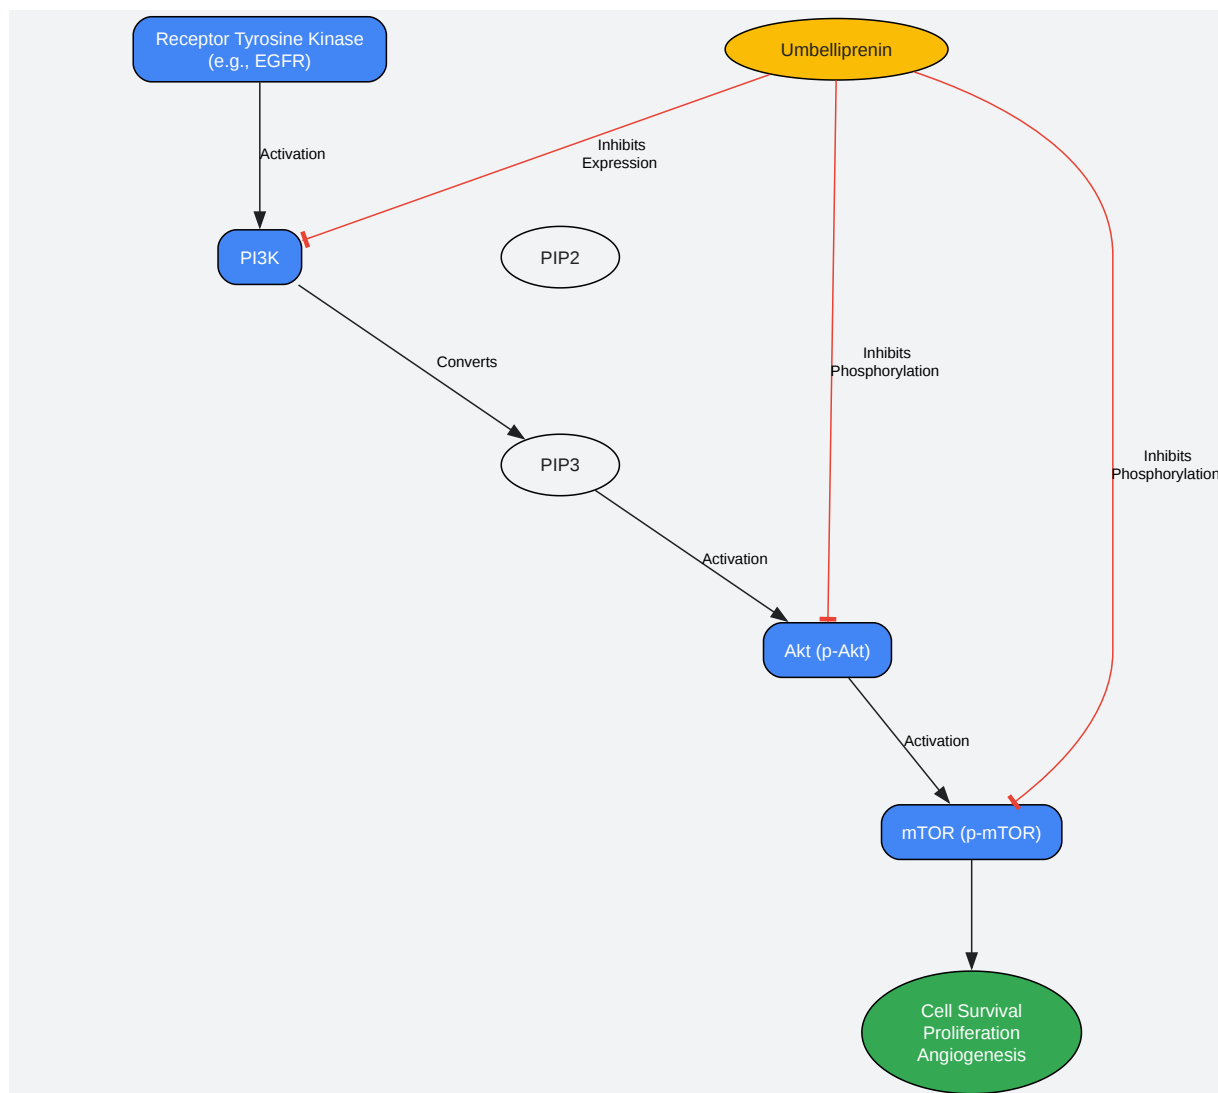 Receptor Tyrosine Kinase
(e.g., EGFR)
Umbelliprenin
Activation
Inhibits
Expression
PI3K
PIP2
Converts
Inhibits
Phosphorylation
PIP3
Inhibits
Phosphorylation
Activation
Akt (p-Akt)
Activation
mTOR (p-mTOR)
Cell Survival
Proliferation
Angiogenesis